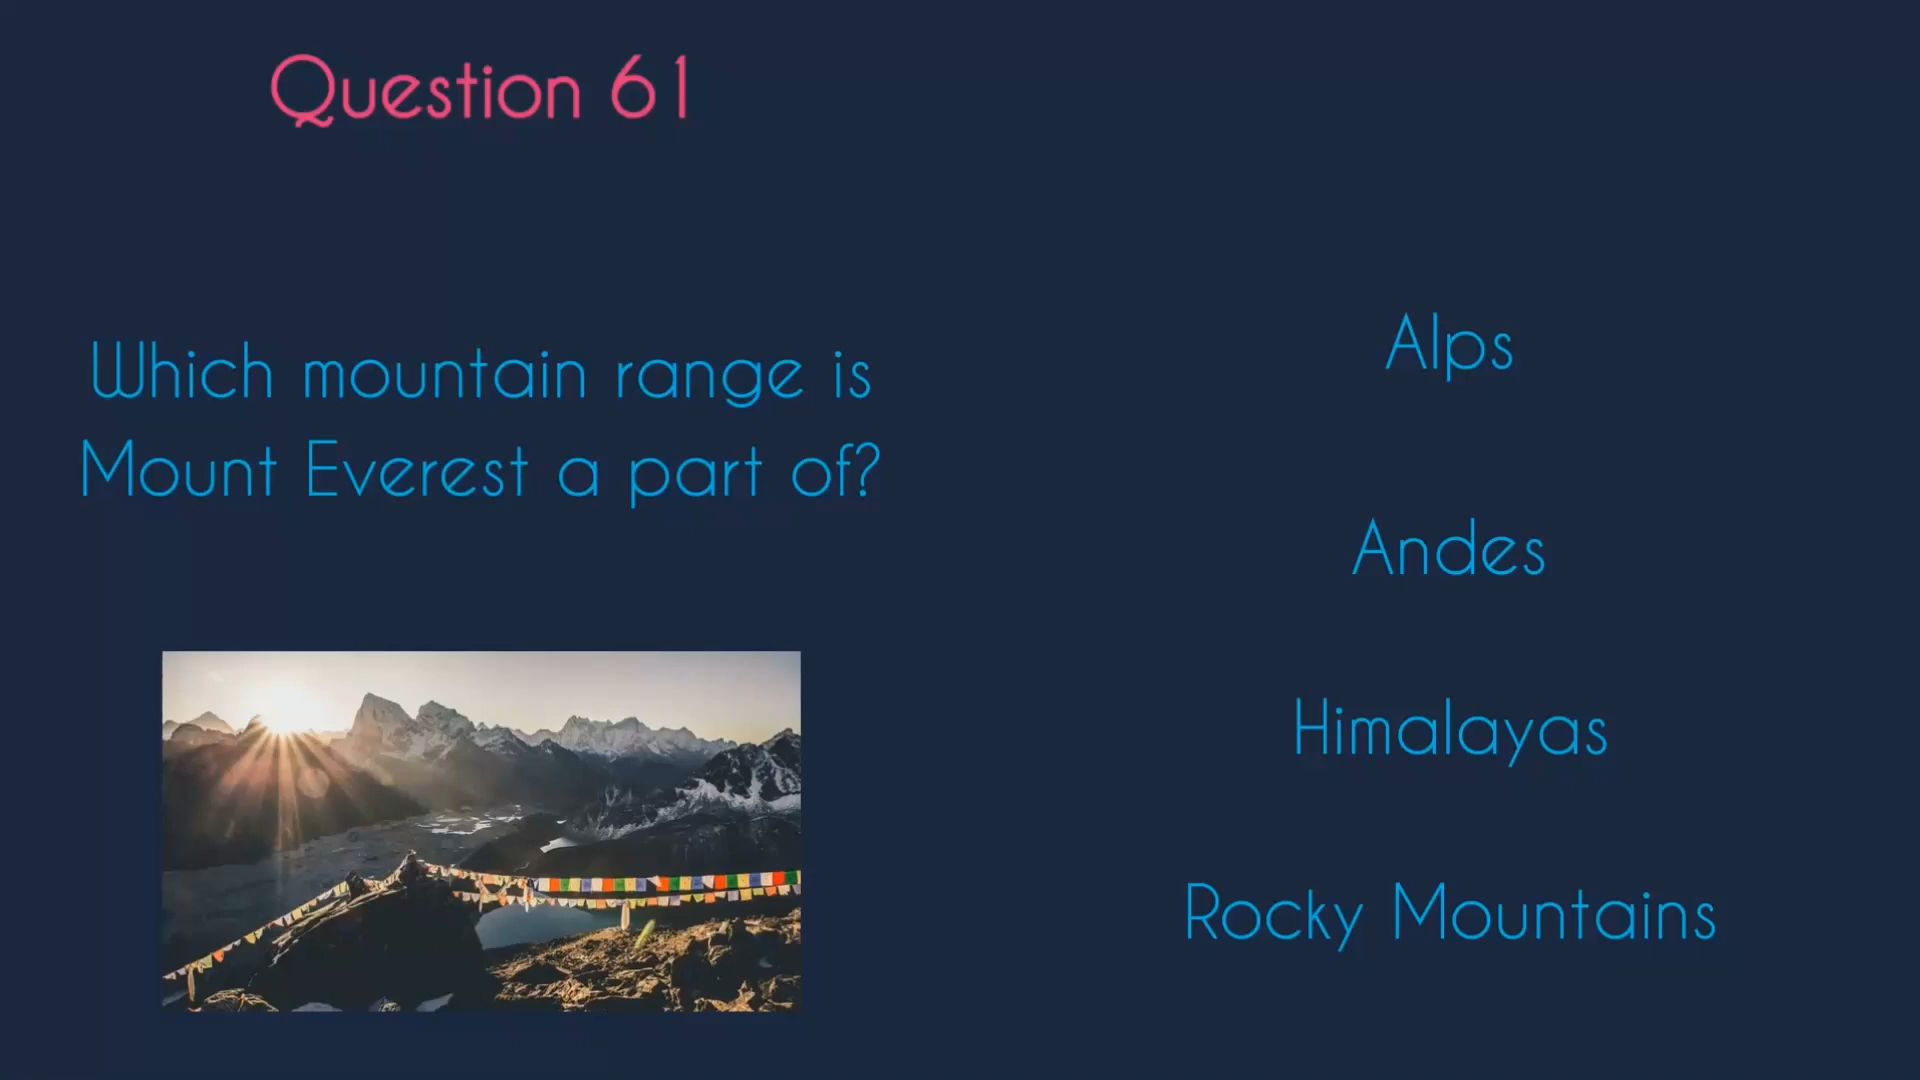 Question 61
Which mountain range is
Mount Everest a part of?
Alps
Andes
Himalayas
Rocky Mountains